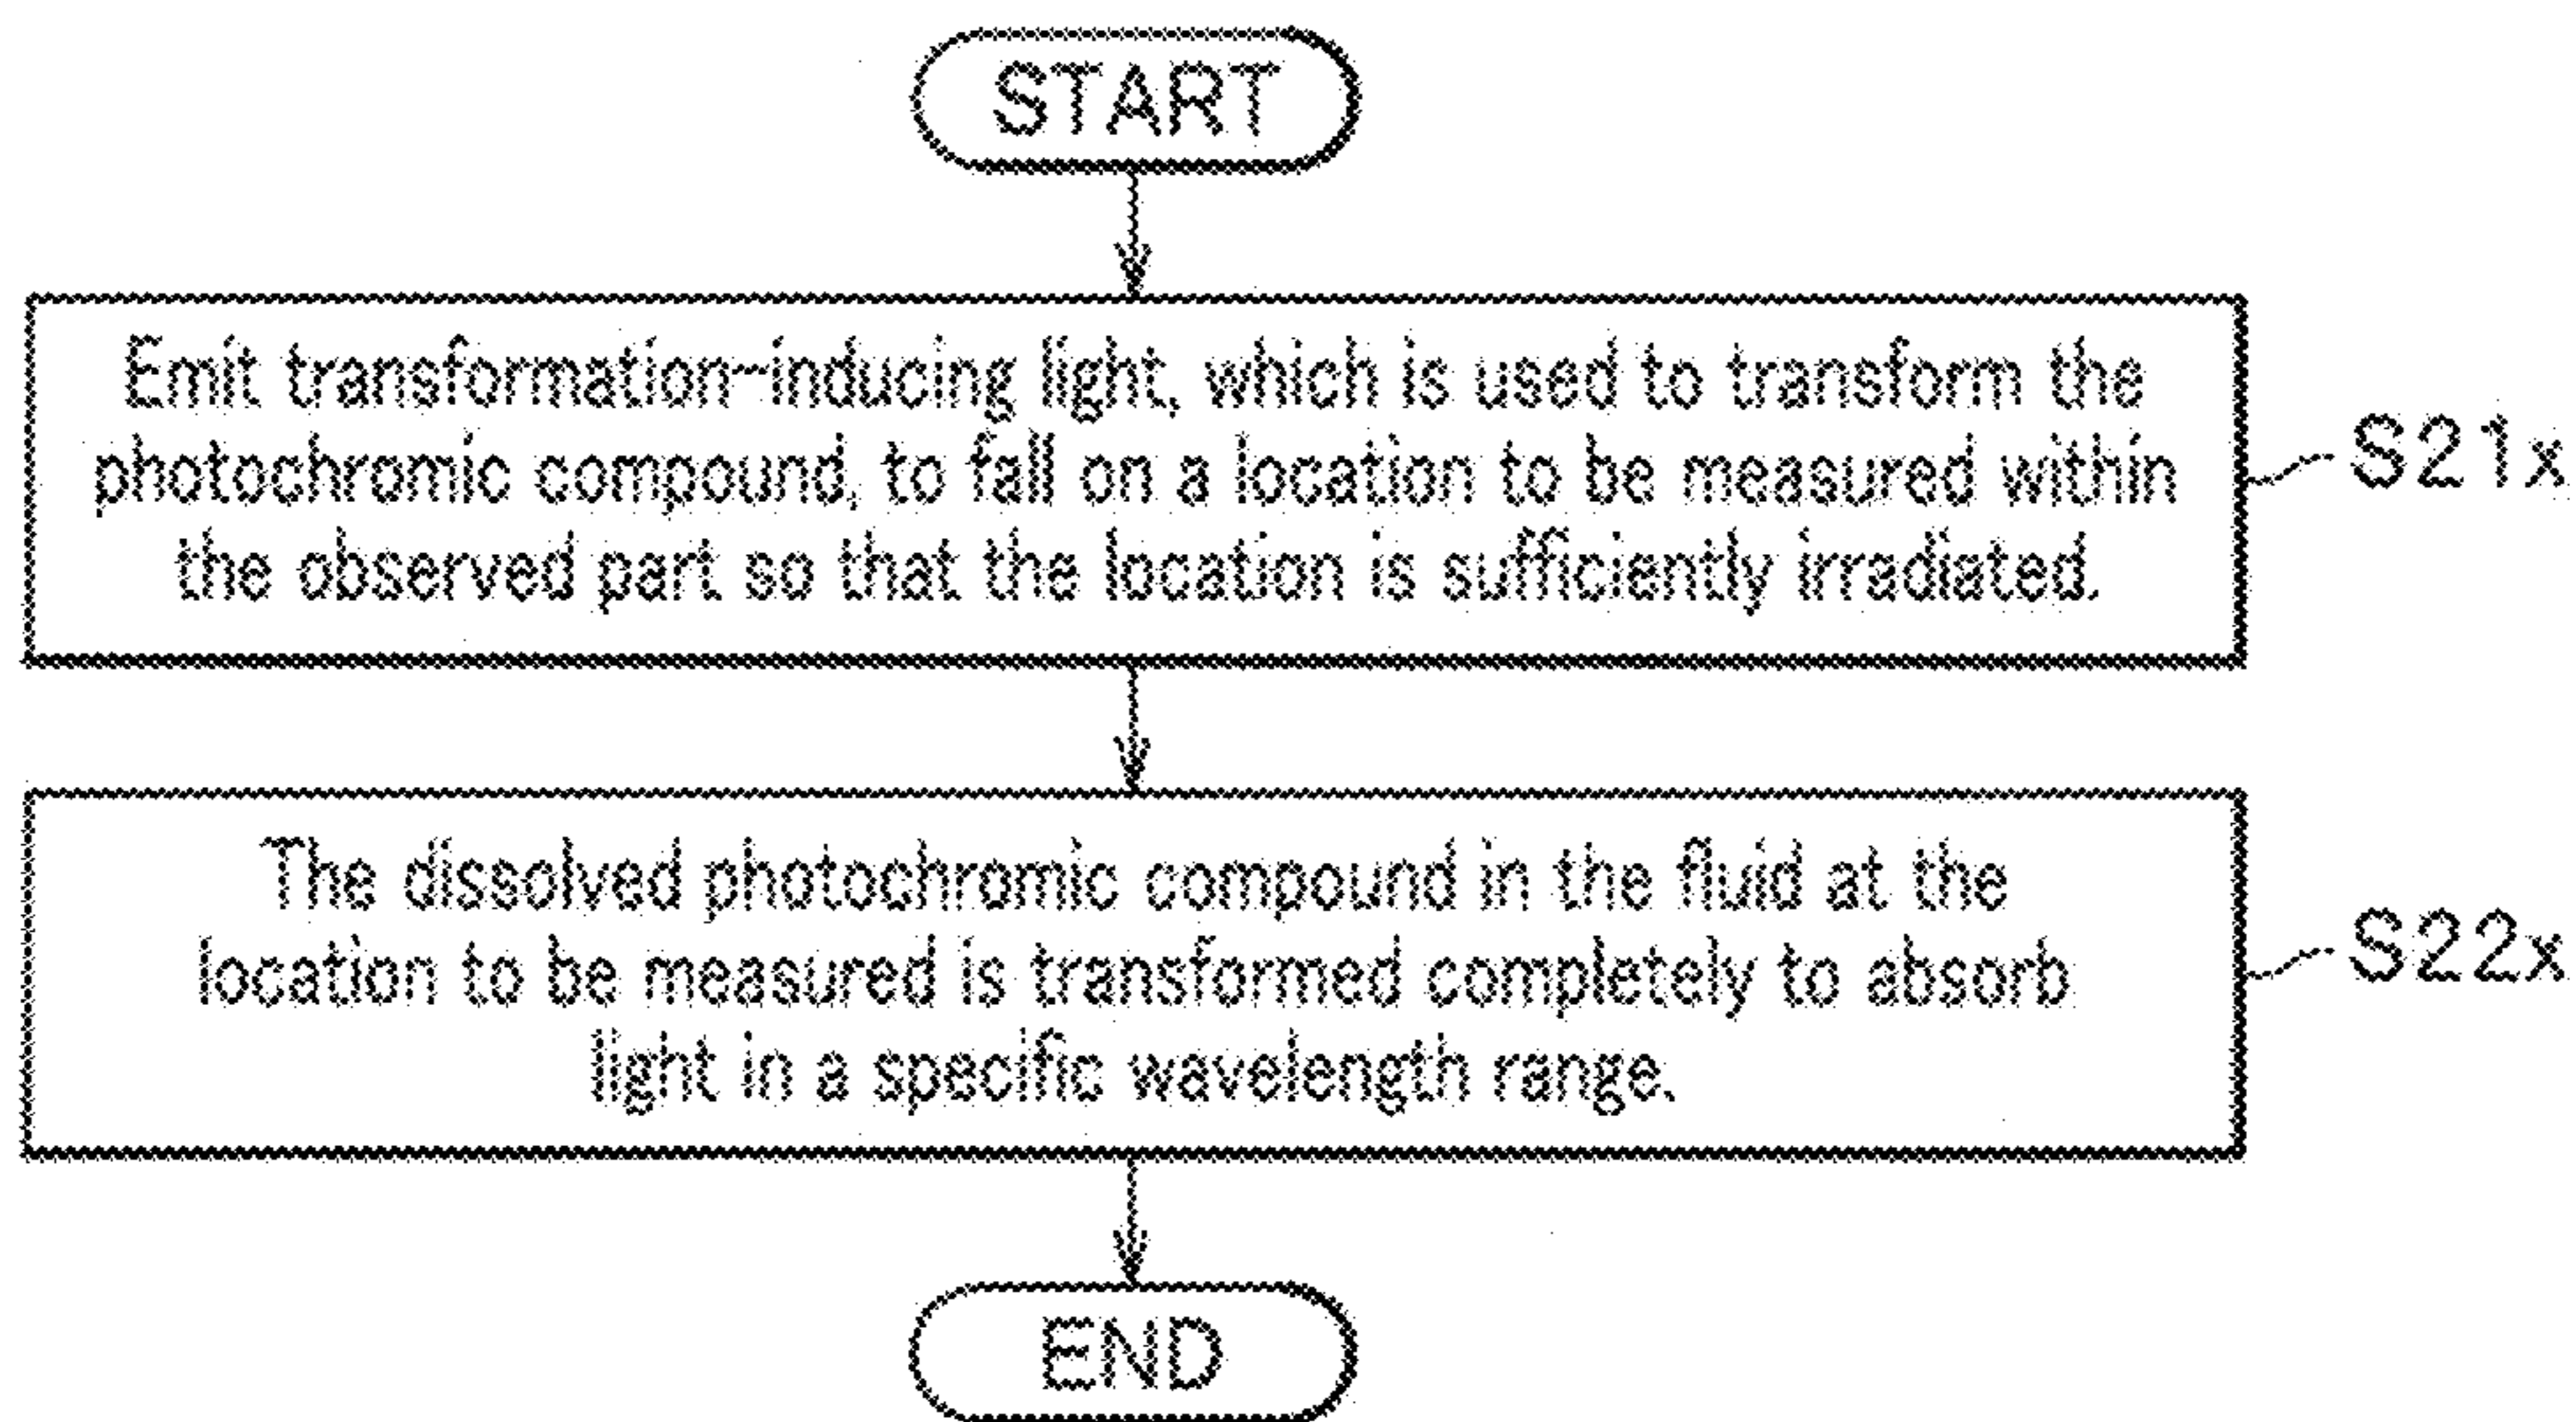 START
Emit transformation-inducing light, which is used to transform the
photochromic compound, to fall on a location to be measured within
the observed part so that the location is sufficiently irradiated.
S21x
The dissolved photochromic compound in the fluid at the
location to be measured is transformed completely to absorb
light in a specific wavelength range.
S22x
END